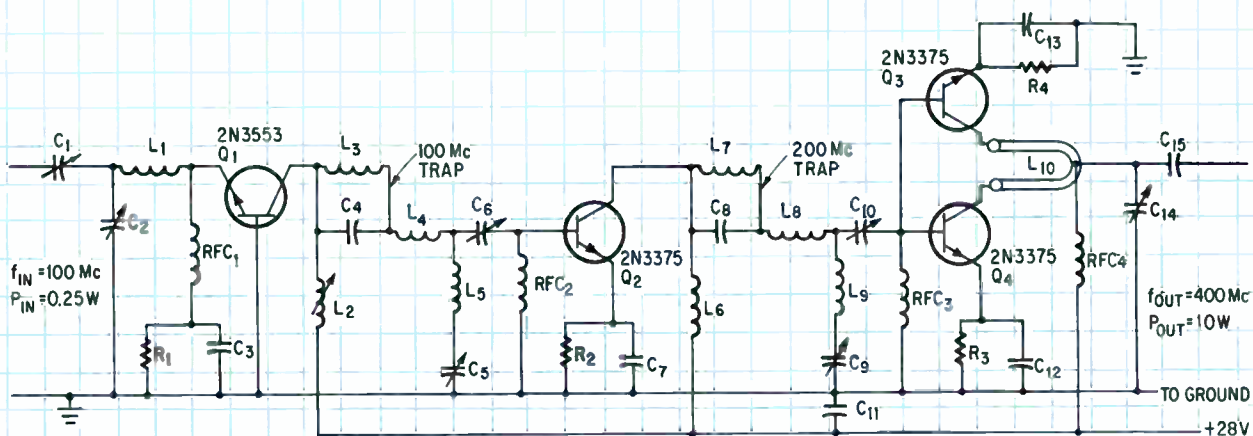 C1
L1
2N3553
Q1
L3
100 Mc
TRAP
C2
RFC1
C4
L4
C6
2N3375
Q2
fIN = 100 Mc
PIN = 0.25W
L2
L5
RFC2
R1
C3
C5
R2
C7
L7
200 Mc
TRAP
C8
L8
C10
L6
L9
RFC3
C9
C11
2N3375
Q3
C13
R4
L10
C15
C14
2N3375
Q4
RFC4
R3
C12
fOUT = 400 Mc
POUT = 10W
TO GROUND
+28V